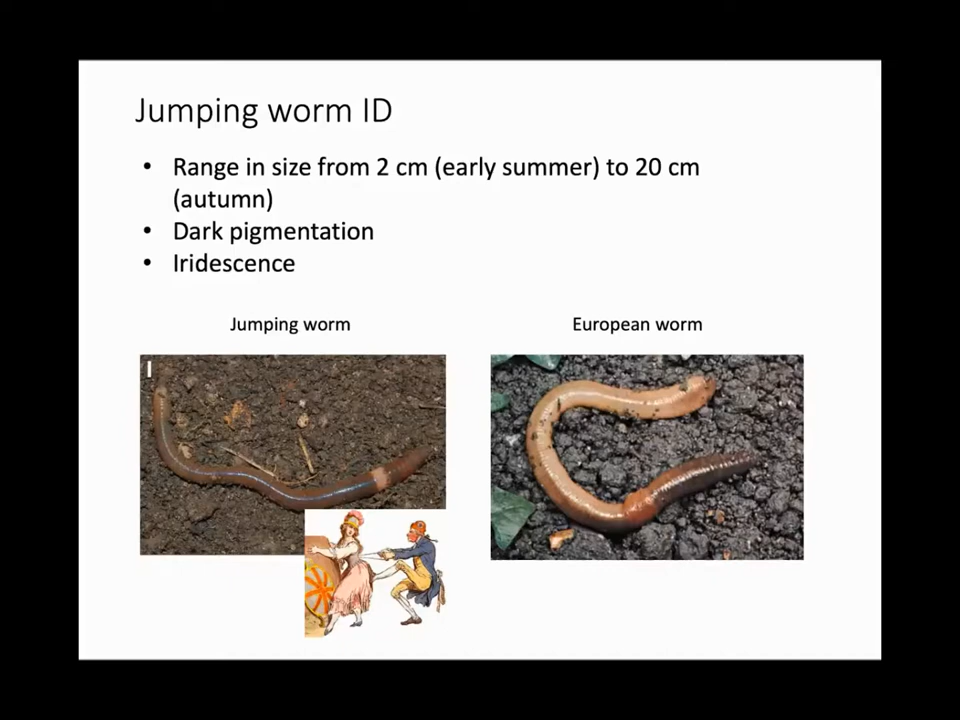 Jumping worm ID
• Range in size from 2 cm (early summer) to 20 cm
(autumn)
• Dark pigmentation
• Iridescence
Jumping worm
European worm
I